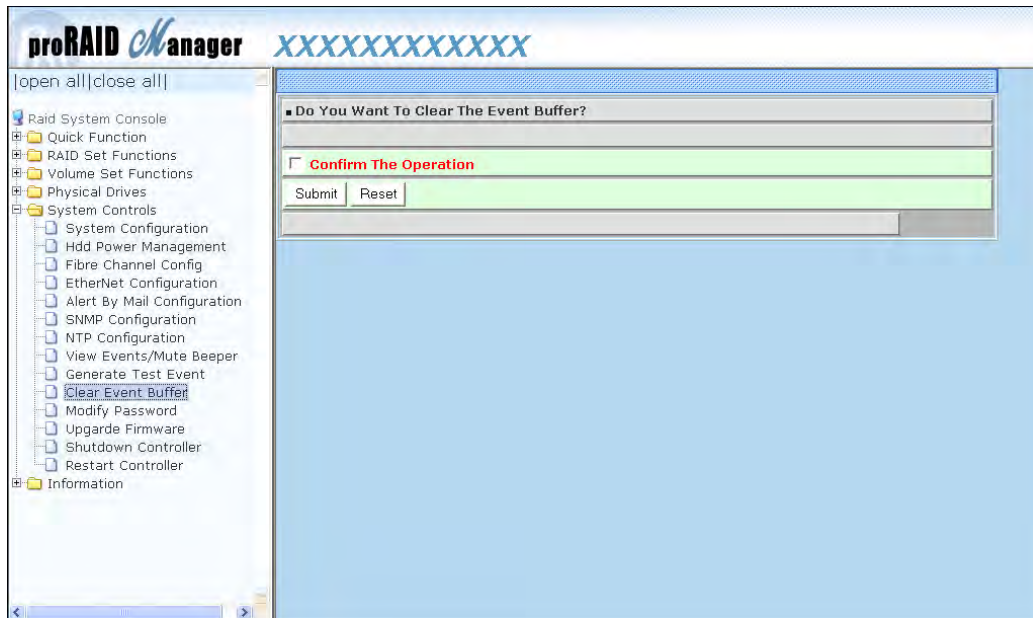 proRAID Manager XXXXXXXXXXXX
|open all|close all|
Raid System Console
Quick Function
RAID Set Functions
Volume Set Functions
Physical Drives
System Controls
System Configuration
Hdd Power Management
Fibre Channel Config
EtherNet Configuration
Alert By Mail Configuration
SNMP Configuration
NTP Configuration
View Events/Mute Beeper
Generate Test Event
Clear Event Buffer
Modify Password
Upgarde Firmware
Shutdown Controller
Restart Controller
Information
Do You Want To Clear The Event Buffer?
Confirm The Operation
Submit Reset